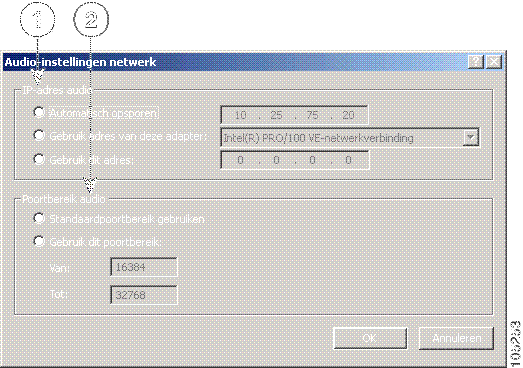 1 2
Audio-instellingen netwerk
IP-adres audio
Automatisch opsporen 10 . 25 . 75 . 20
Gebruik adres van deze adapter: Intel(R) PRO/100 VE-netwerkverbinding
Gebruik dit adres: 0 . 0 . 0 . 0
Poortbereik audio
Standaardpoortbereik gebruiken
Gebruik dit poortbereik:
Van: 16384
Tot: 32768
OK Annuleren
105253